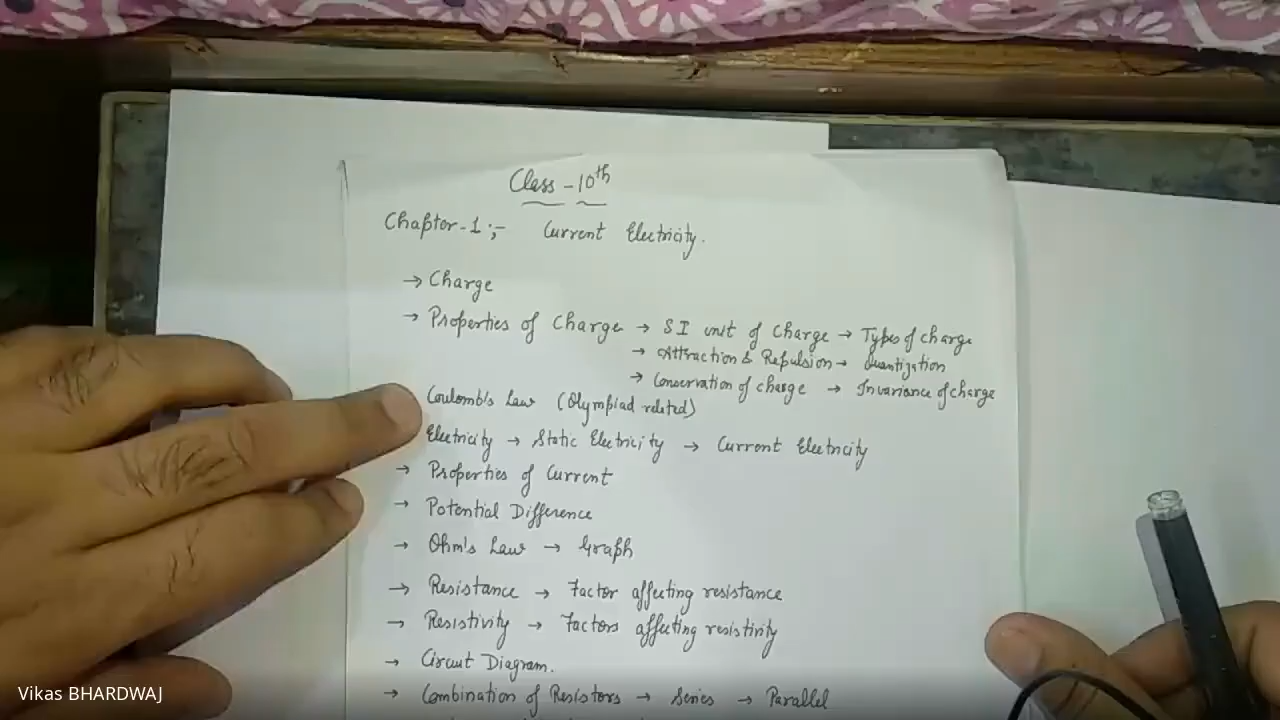 Class - 10th
Chapter-1 ;- Current Electricity.
→ Charge
→ Properties of Charge → SI unit of Charge → Types of charge
→ Attraction & Repulsion → Quantization
→ Conservation of charge → Invariance of charge
Coulomb's Law (Olympiad related)
Electricity → Static Electricity → Current Electricity
→ Properties of Current
→ Potential Difference
→ Ohm's Law → Graph
→ Resistance → Factor affecting resistance
→ Resistivity → Factors affecting resistivity
→ Circuit Diagram.
→ Combination of Resistors → Series → Parallel
Vikas BHARDWAJ